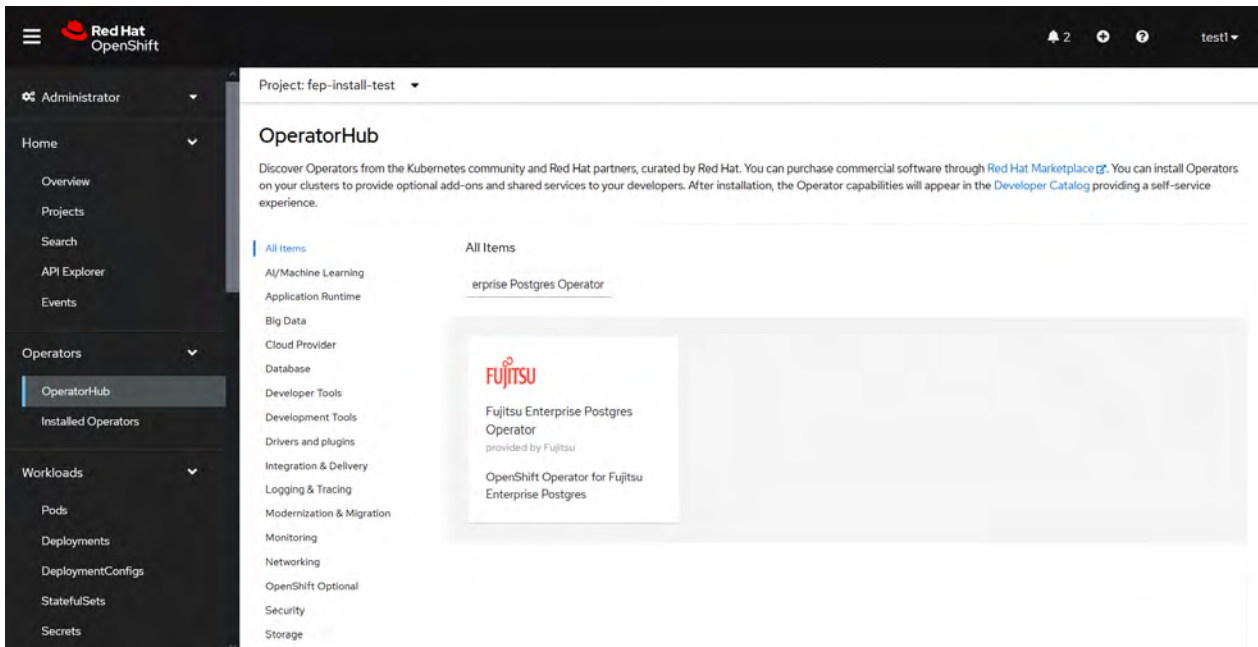 Red Hat
OpenShift
2
test1
Administrator
Home
Overview
Projects
Search
API Explorer
Events
Operators
OperatorHub
Installed Operators
Workloads
Pods
Deployments
DeploymentConfigs
StatefulSets
Secrets
Project: fep-install-test
OperatorHub
Discover Operators from the Kubernetes community and Red Hat partners, curated by Red Hat. You can purchase commercial software through Red Hat Marketplace. You can install Operators
on your clusters to provide optional add-ons and shared services to your developers. After installation, the Operator capabilities will appear in the Developer Catalog providing a self-service
experience.
All Items
AI/Machine Learning
Application Runtime
Big Data
Cloud Provider
Database
Developer Tools
Development Tools
Drivers and plugins
Integration & Delivery
Logging & Tracing
Modernization & Migration
Monitoring
Networking
OpenShift Optional
Security
Storage
All Items
erprise Postgres Operator
FUJITSU
Fujitsu Enterprise Postgres
Operator
provided by Fujitsu
OpenShift Operator for Fujitsu
Enterprise Postgres